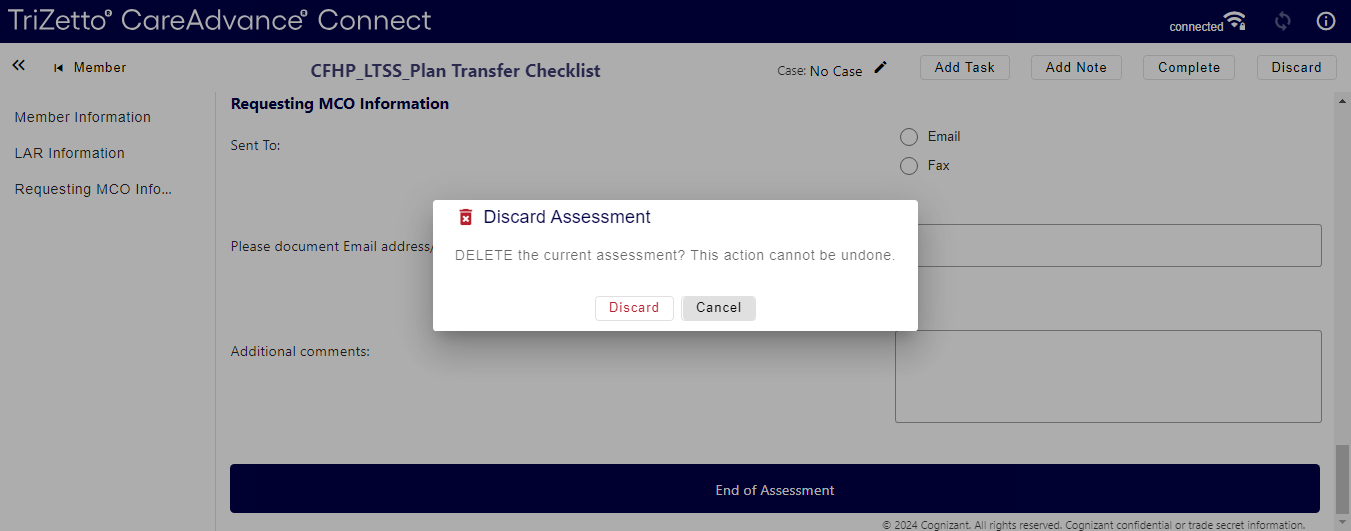 TriZetto® CareAdvance® Connect
connected
Member
CFHP_LTSS_Plan Transfer Checklist
Case: No Case
Add Task
Add Note
Complete
Discard
Member Information
LAR Information
Requesting MCO Info...
Requesting MCO Information
Sent To:
Email
Fax
Discard Assessment
DELETE the current assessment? This action cannot be undone.
Discard
Cancel
Please document Email address/
Additional comments:
End of Assessment
© 2024 Cognizant. All rights reserved. Cognizant confidential or trade secret information.